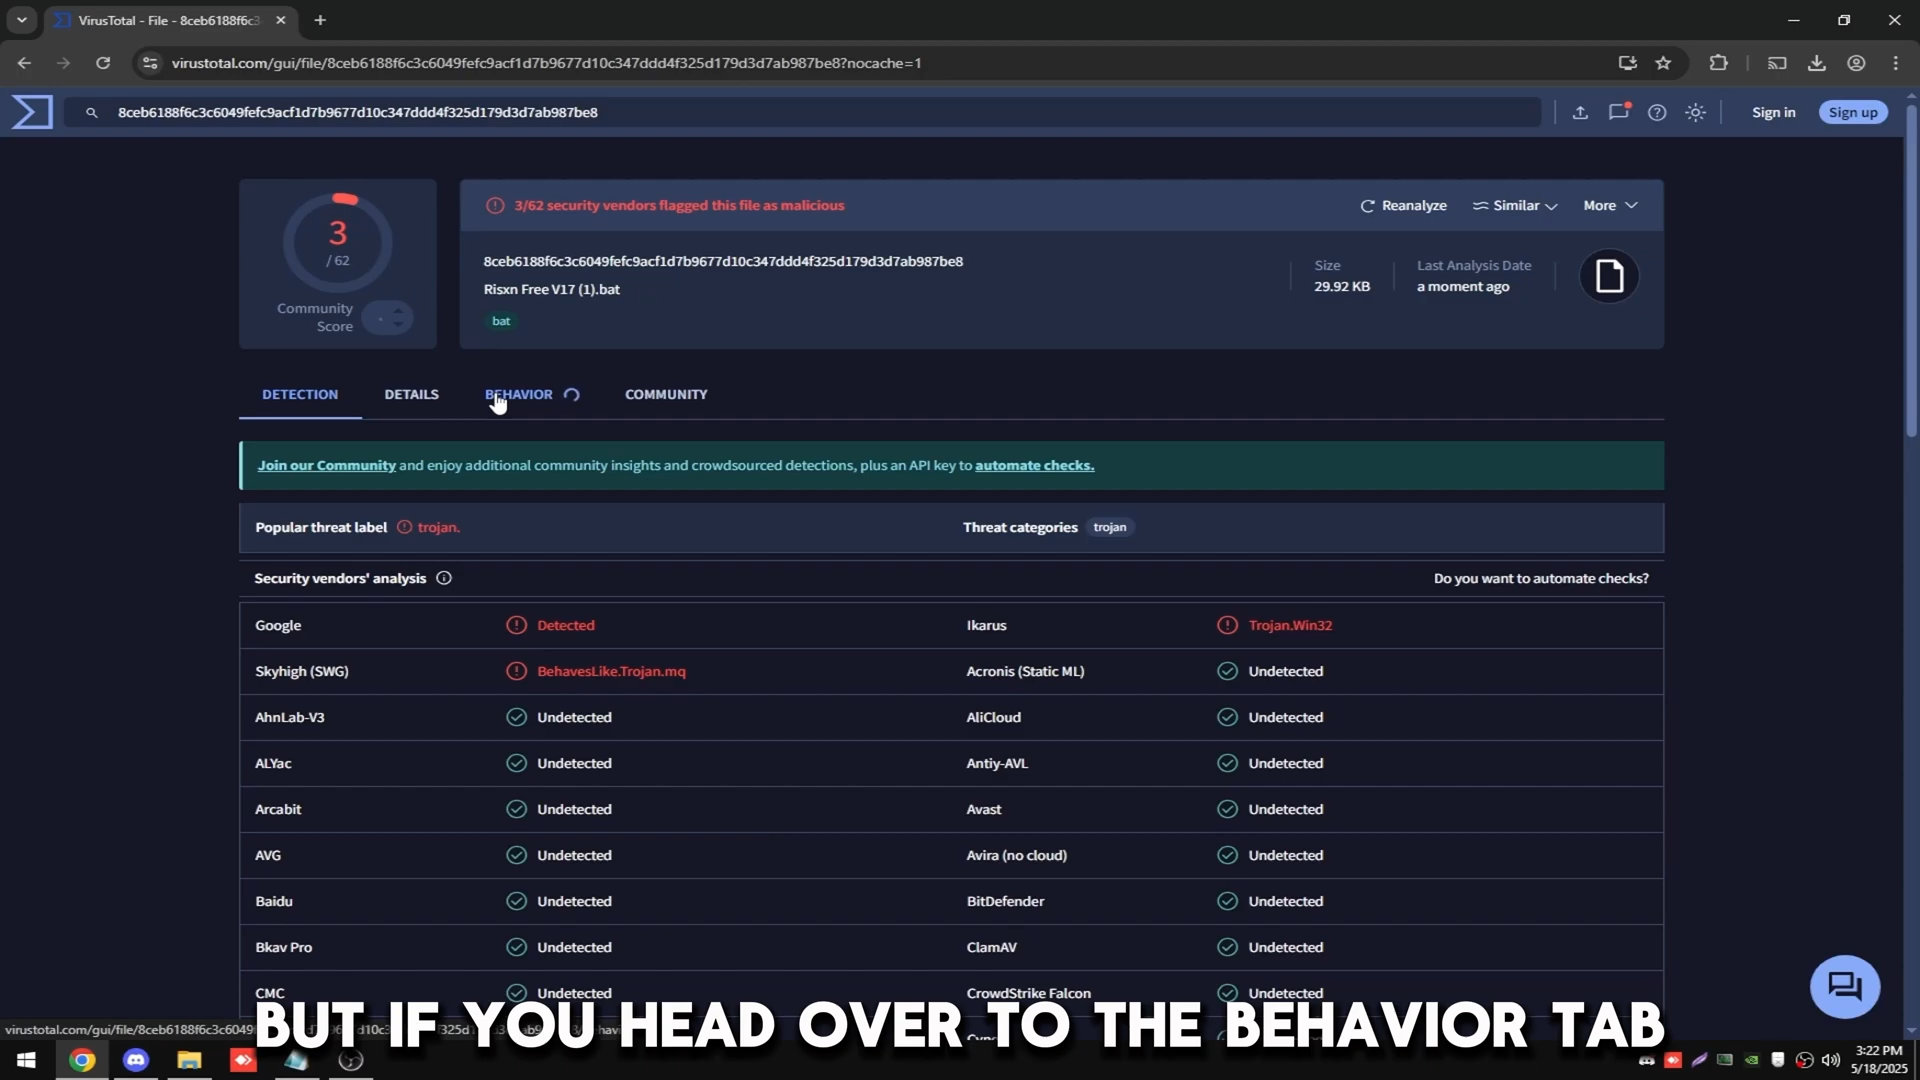 VirusTotal - File - 8ceb6188f6c3
virustotal.com/gui/file/8ceb6188f6c3c6049fefc9acf1d7b9677d10c347ddd4f325d179d3d7ab987be8?nocache=1
8ceb6188f6c3c6049fefc9acf1d7b9677d10c347ddd4f325d179d3d7ab987be8
Sign in
Sign up
3
/ 62
Community
Score
3/62 security vendors flagged this file as malicious
Reanalyze
Similar
More
8ceb6188f6c3c6049fefc9acf1d7b9677d10c347ddd4f325d179d3d7ab987be8
Risxn Free V17 (1).bat
bat
Size
29.92 KB
Last Analysis Date
a moment ago
DETECTION
DETAILS
BEHAVIOR
COMMUNITY
Join our Community and enjoy additional community insights and crowdsourced detections, plus an API key to automate checks.
Popular threat label trojan.
Threat categories trojan
Security vendors' analysis
Do you want to automate checks?
Google Detected Ikarus Trojan.Win32
Skyhigh (SWG) BehavesLike.Trojan.mq Acronis (Static ML) Undetected
AhnLab-V3 Undetected AliCloud Undetected
ALYac Undetected Antiy-AVL Undetected
Arcabit Undetected Avast Undetected
AVG Undetected Avira (no cloud) Undetected
Baidu Undetected BitDefender Undetected
Bkav Pro Undetected ClamAV Undetected
CMC Undetected CrowdStrike Falcon Undetected
BUT IF YOU HEAD OVER TO THE BEHAVIOR TAB
3:22 PM
5/18/2025